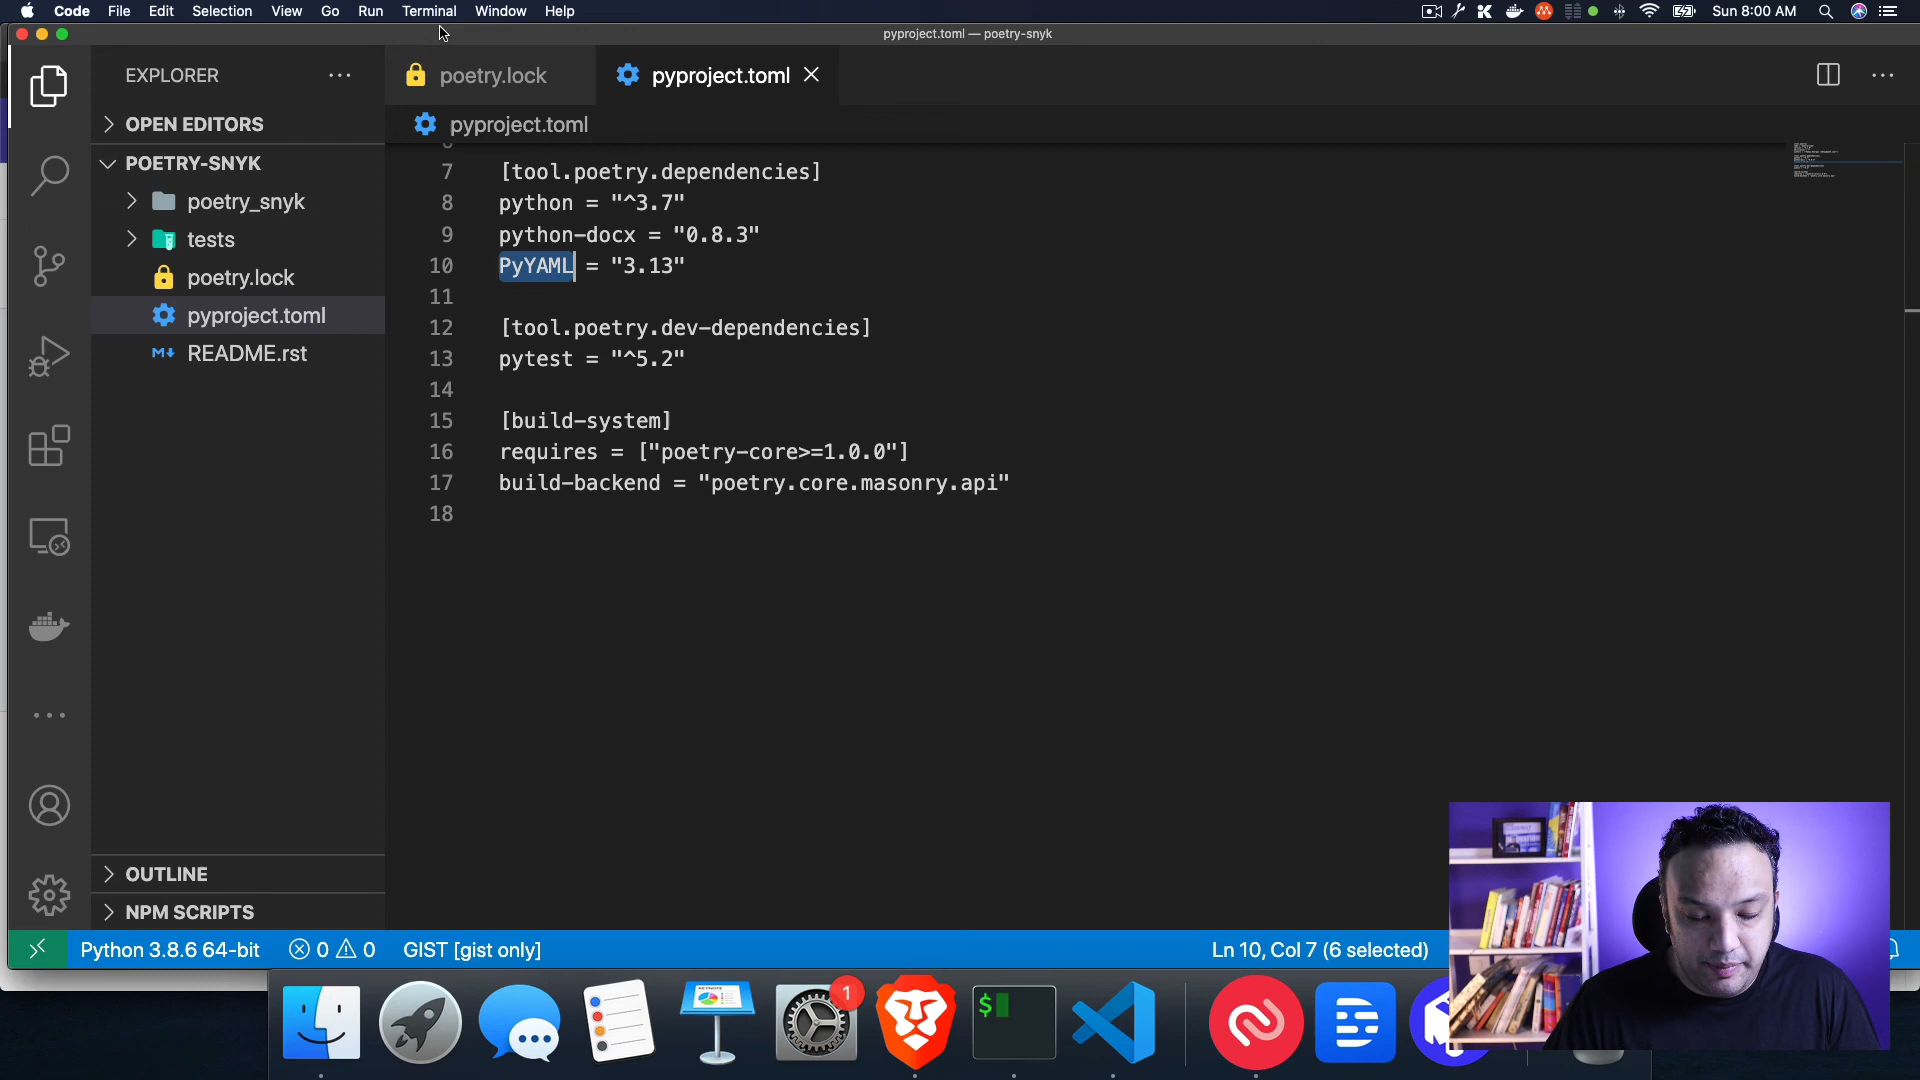 Code File Edit Selection View Go Run Terminal Window Help
Sun 8:00 AM
pyproject.toml — poetry-snyk
EXPLORER
poetry.lock
pyproject.toml
OPEN EDITORS
pyproject.toml
POETRY-SNYK
poetry_snyk
tests
poetry.lock
pyproject.toml
README.rst
7 [tool.poetry.dependencies]
8 python = "^3.7"
9 python-docx = "0.8.3"
10 PyYAML = "3.13"
11
12 [tool.poetry.dev-dependencies]
13 pytest = "^5.2"
14
15 [build-system]
16 requires = ["poetry-core>=1.0.0"]
17 build-backend = "poetry.core.masonry.api"
18
OUTLINE
NPM SCRIPTS
Python 3.8.6 64-bit 0 0 GIST [gist only] Ln 10, Col 7 (6 selected)
KEYNOTE
1
$